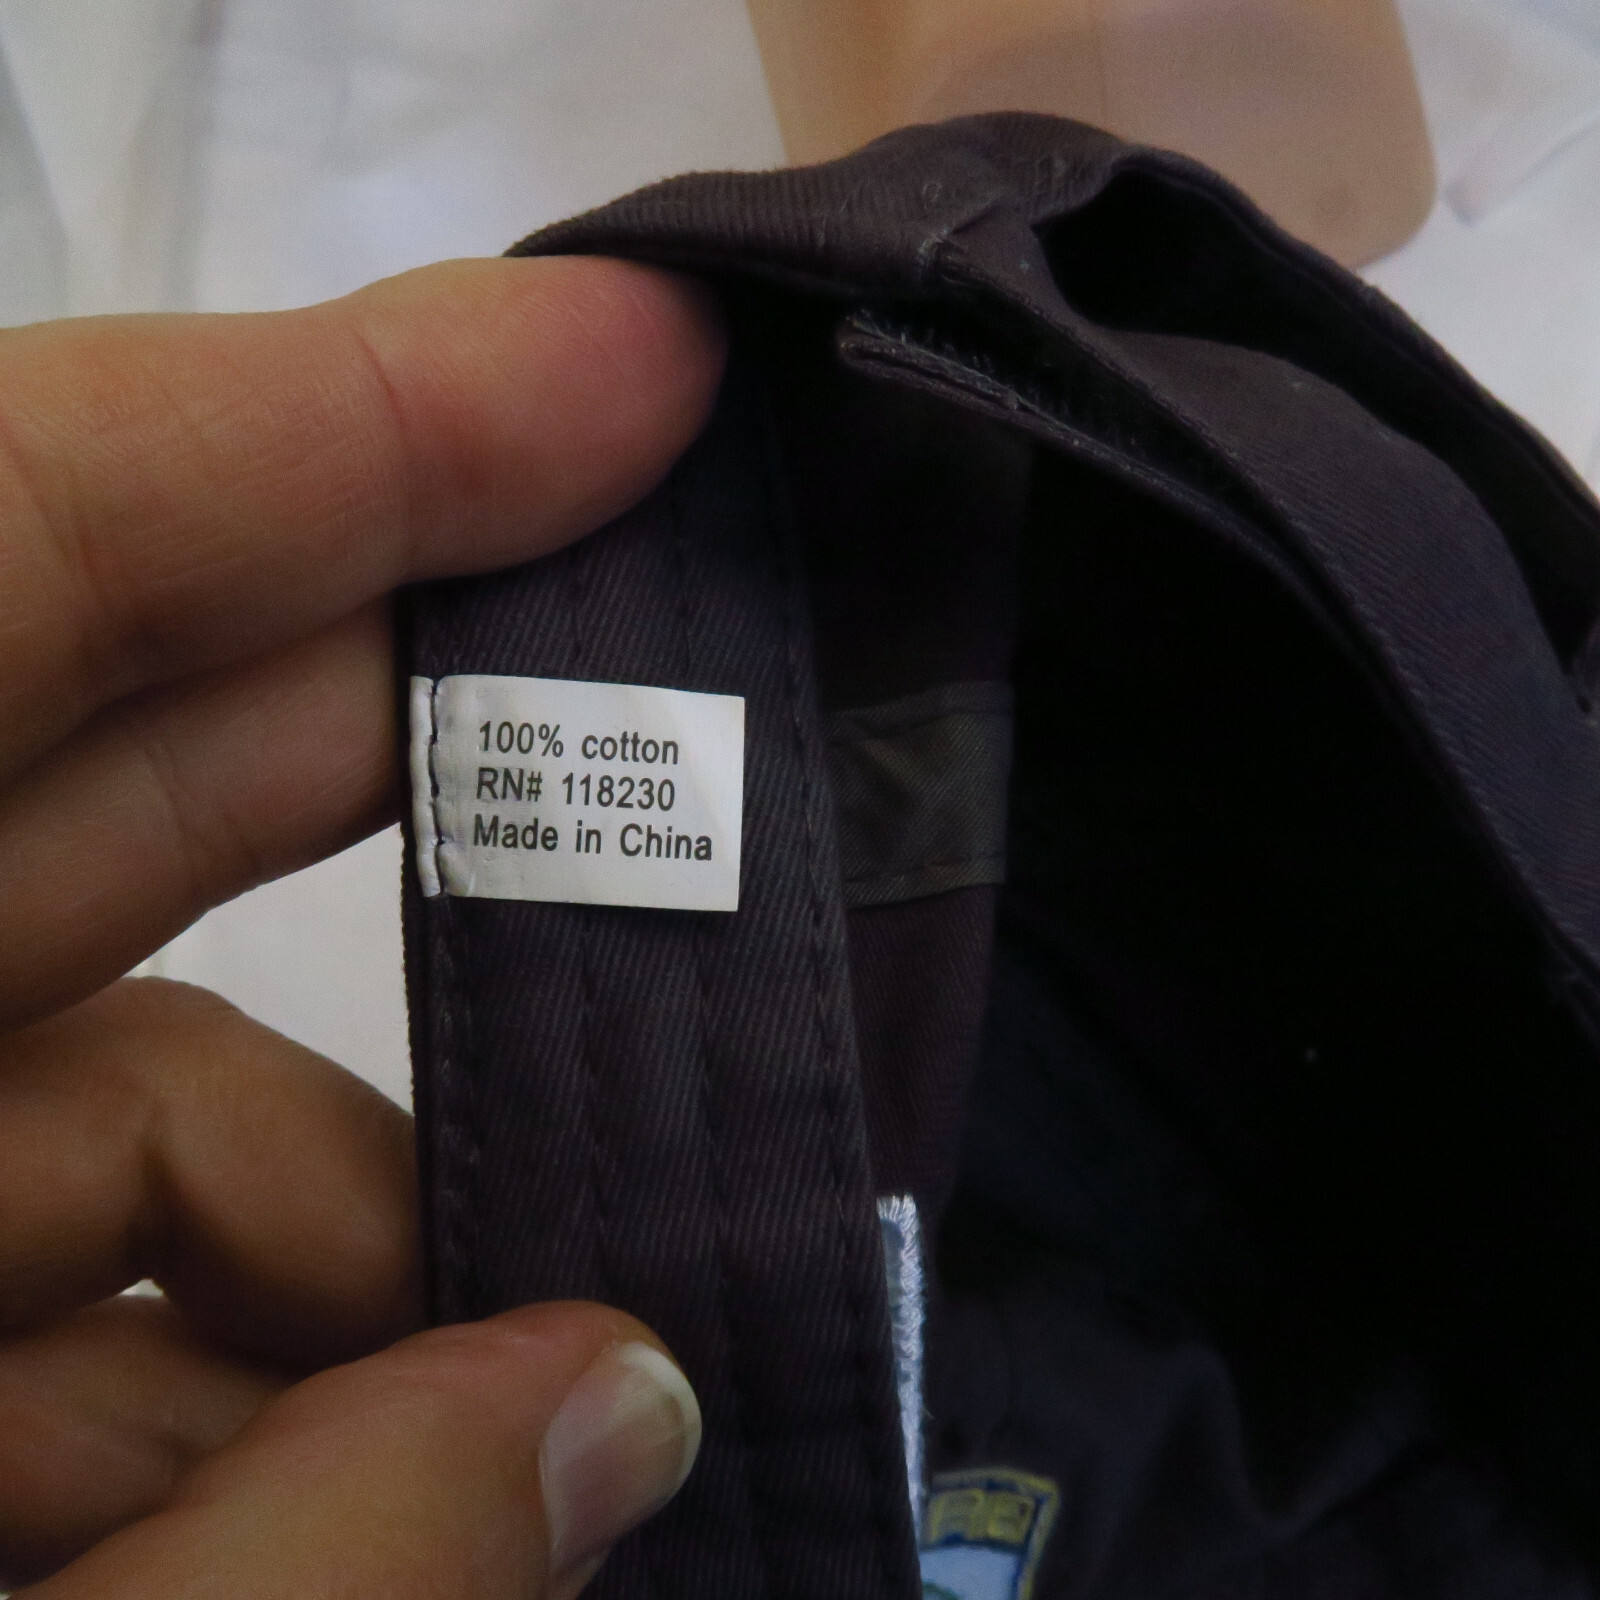 100% cotton
RN# 118230
Made in China